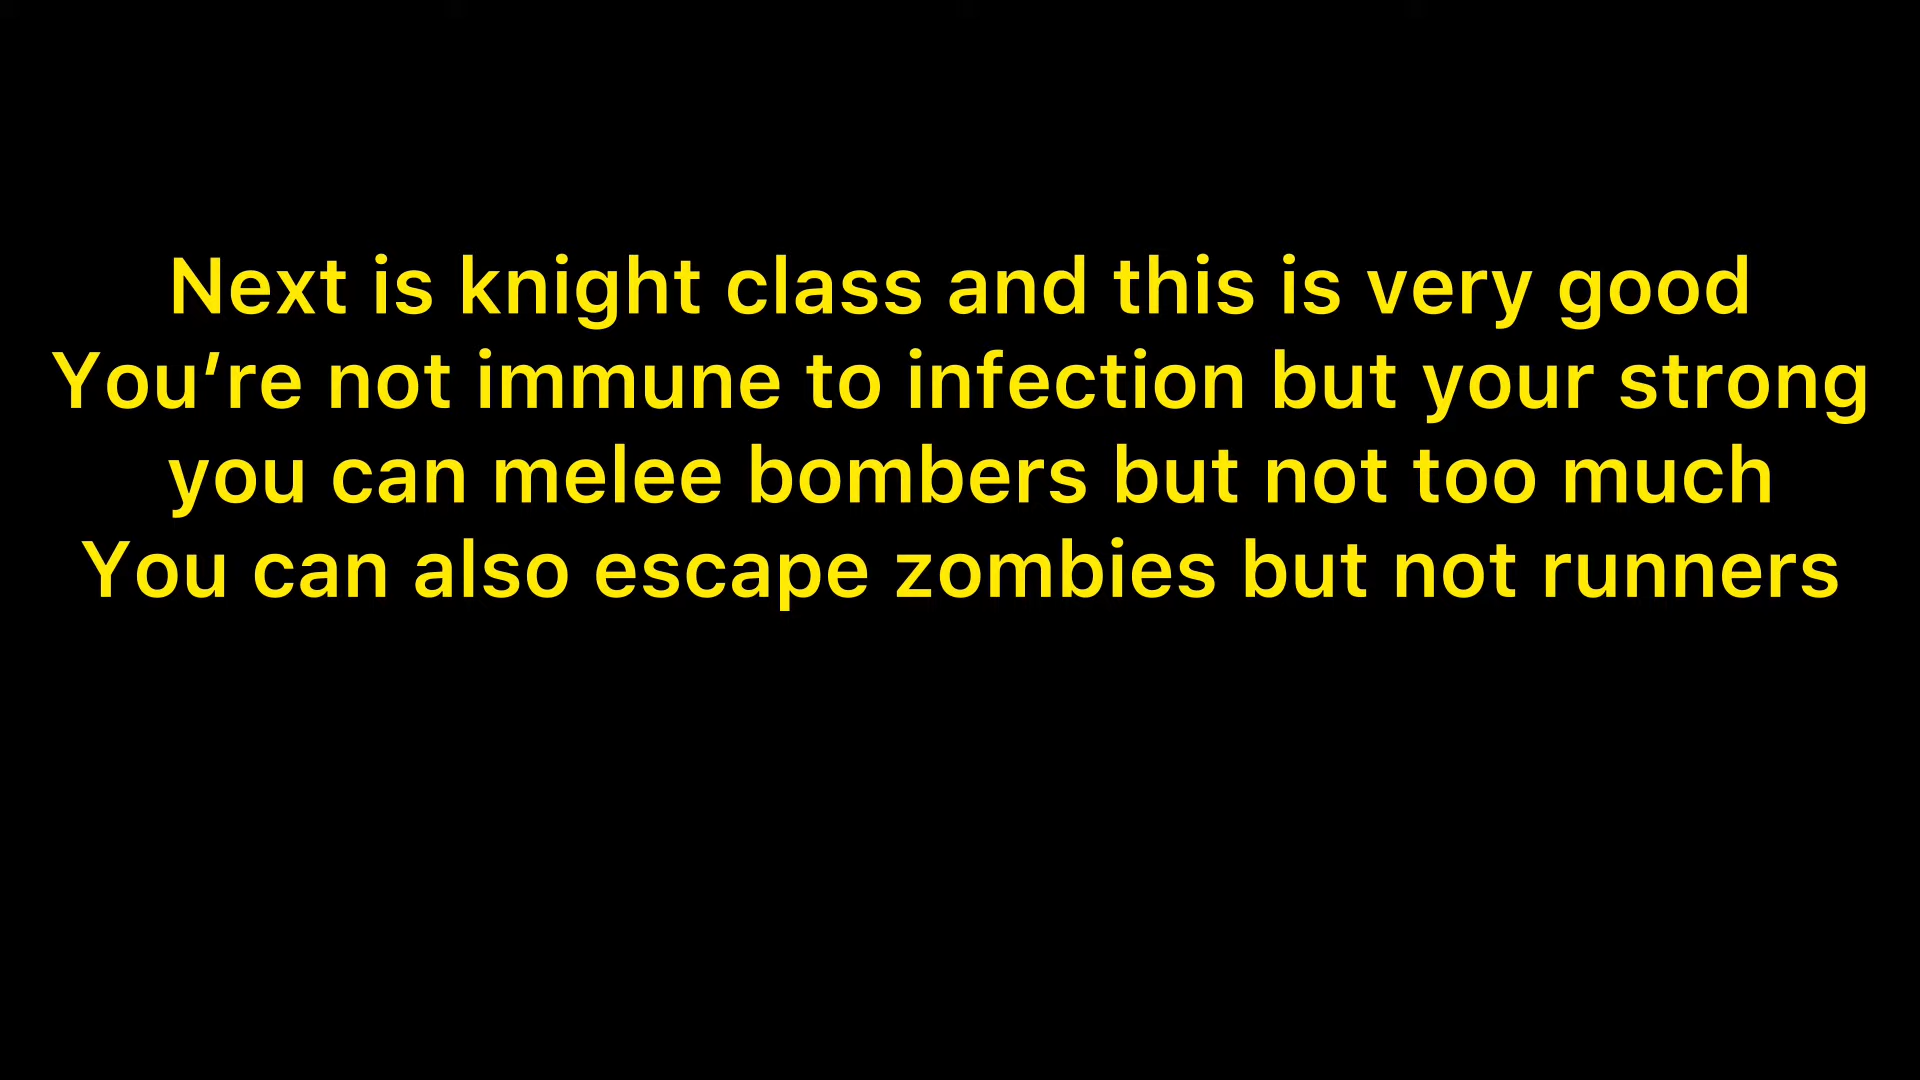 Next is knight class and this is very good
You’re not immune to infection but your strong
you can melee bombers but not too much
You can also escape zombies but not runners